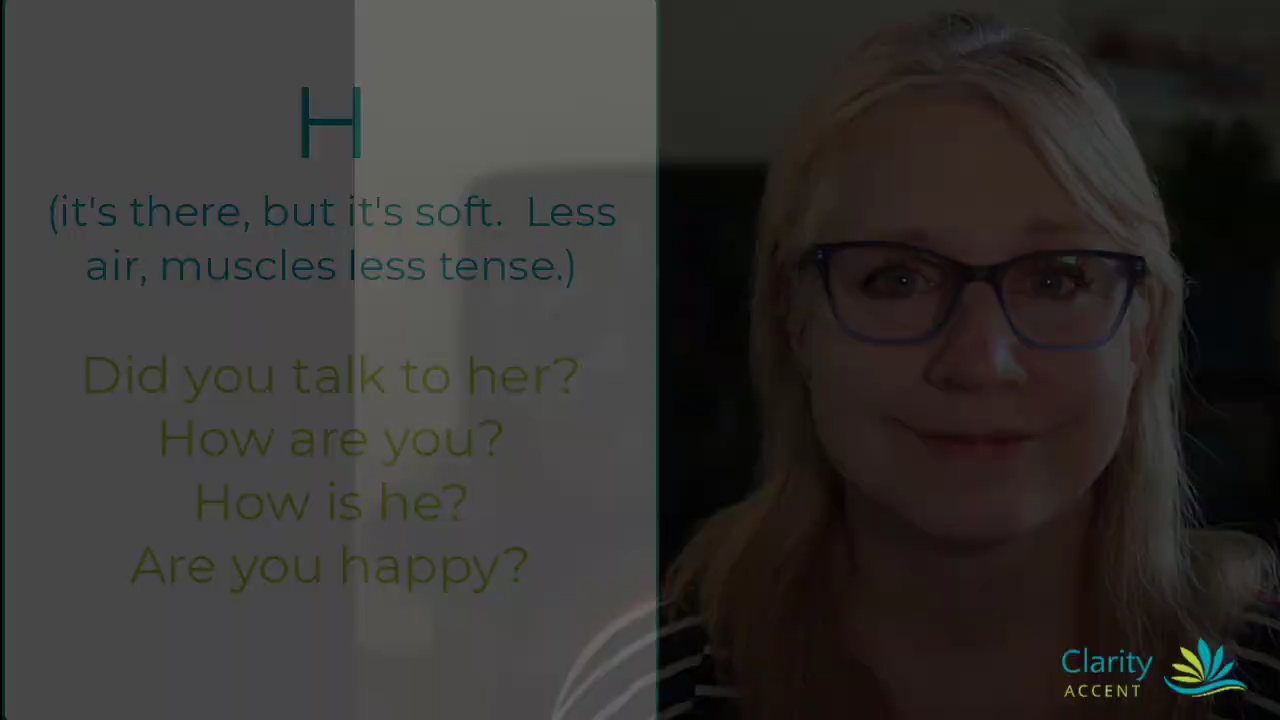 H
(it's there, but it's soft. Less
air, muscles less tense.)
Did you talk to her?
How are you?
How is he?
Are you happy?
Clarity
ACCENT